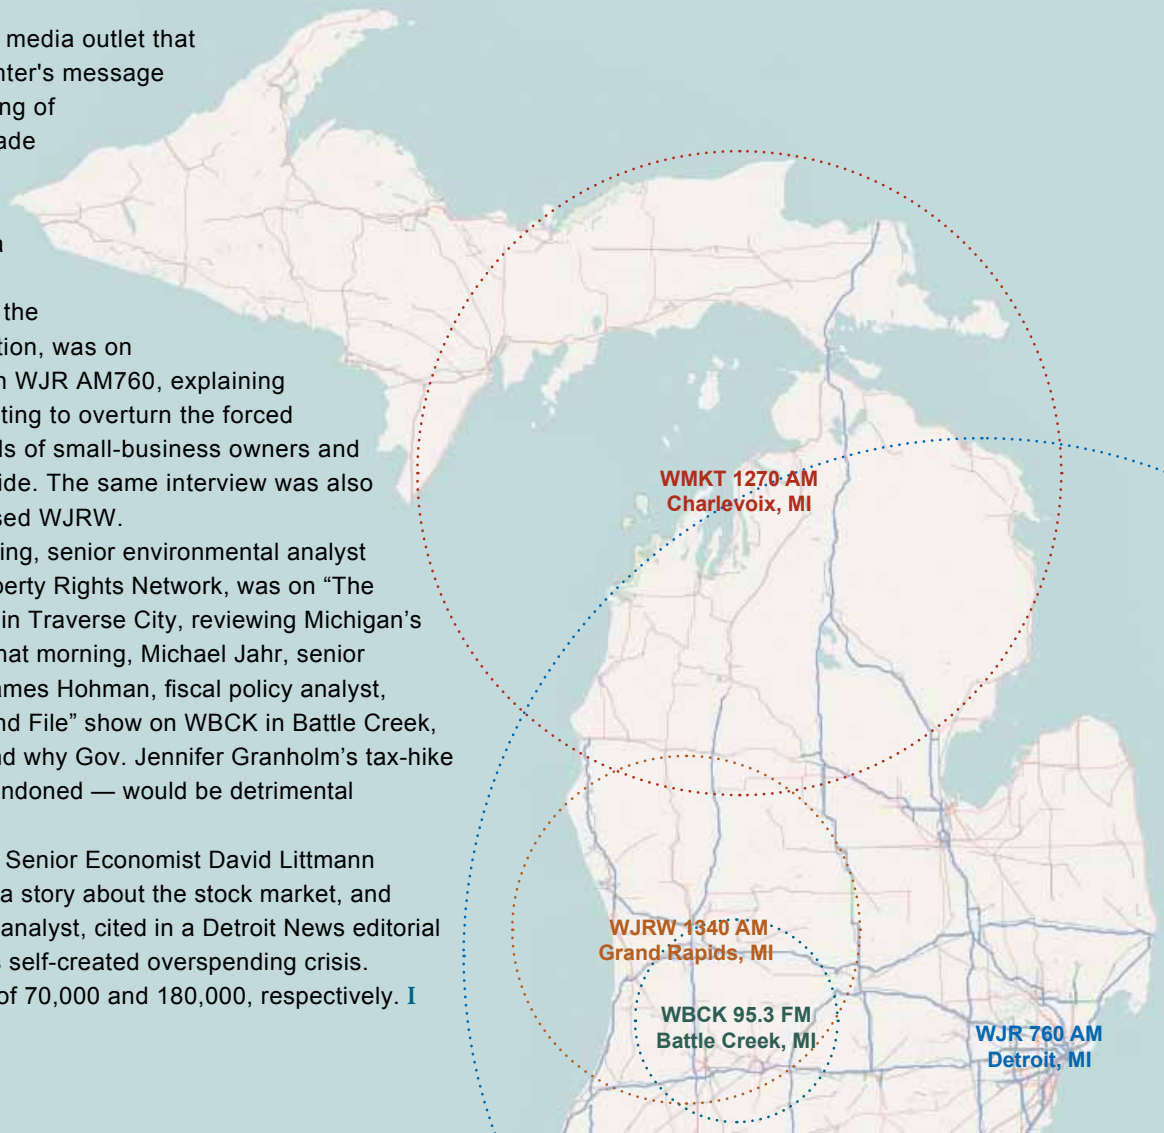 media outlet that
nter's message
ng of
ade
a
the
tion, was on
n WJR AM760, explaining
ting to overturn the forced
ls of small-business owners and
ide. The same interview was also
sed WJRW.
ing, senior environmental analyst
perty Rights Network, was on “The
in Traverse City, reviewing Michigan’s
hat morning, Michael Jahr, senior
ames Hohman, fiscal policy analyst,
nd File” show on WBCK in Battle Creek,
nd why Gov. Jennifer Granholm’s tax-hike
ndoned — would be detrimental
Senior Economist David Littmann
a story about the stock market, and
analyst, cited in a Detroit News editorial
s self-created overspending crisis.
of 70,000 and 180,000, respectively. I
WMKT 1270 AM
Charlevoix, MI
WJRW 1340 AM
Grand Rapids, MI
WBCK 95.3 FM
Battle Creek, MI
WJR 760 AM
Detroit, MI